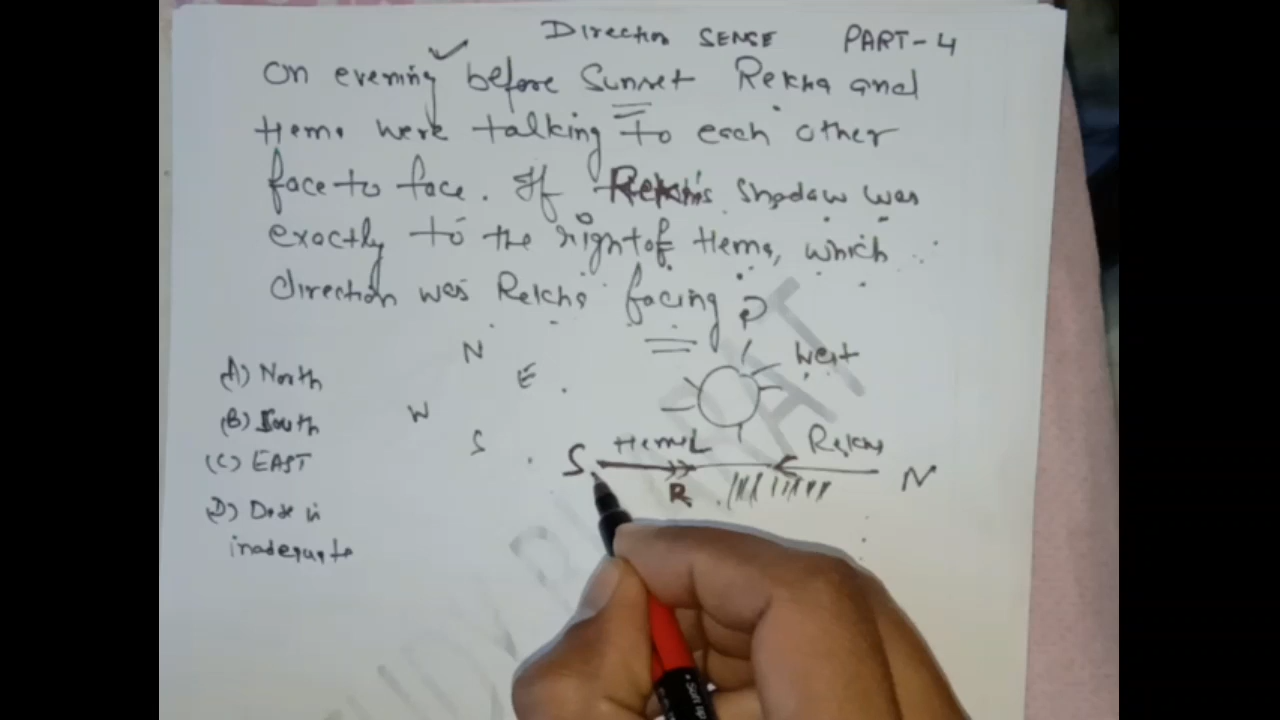 Direction SENSE PART-4
On evening before Sunset Rekha and
Hema were talking to each other
face to face. If Rekha's Shadow was
exactly to the right of Hema, which
direction was Rekha facing ?
(A) North
(B) South
(C) EAST
(D) Data is
inadequate
N
E
W
S
West
Hema L
Rekha
S
R
N